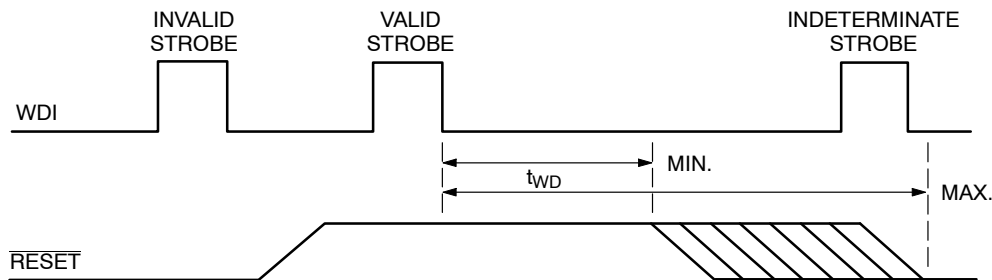 INVALID
STROBE
VALID
STROBE
INDETERMINATE
STROBE
WDI
MIN.
tWD
MAX.
RESET